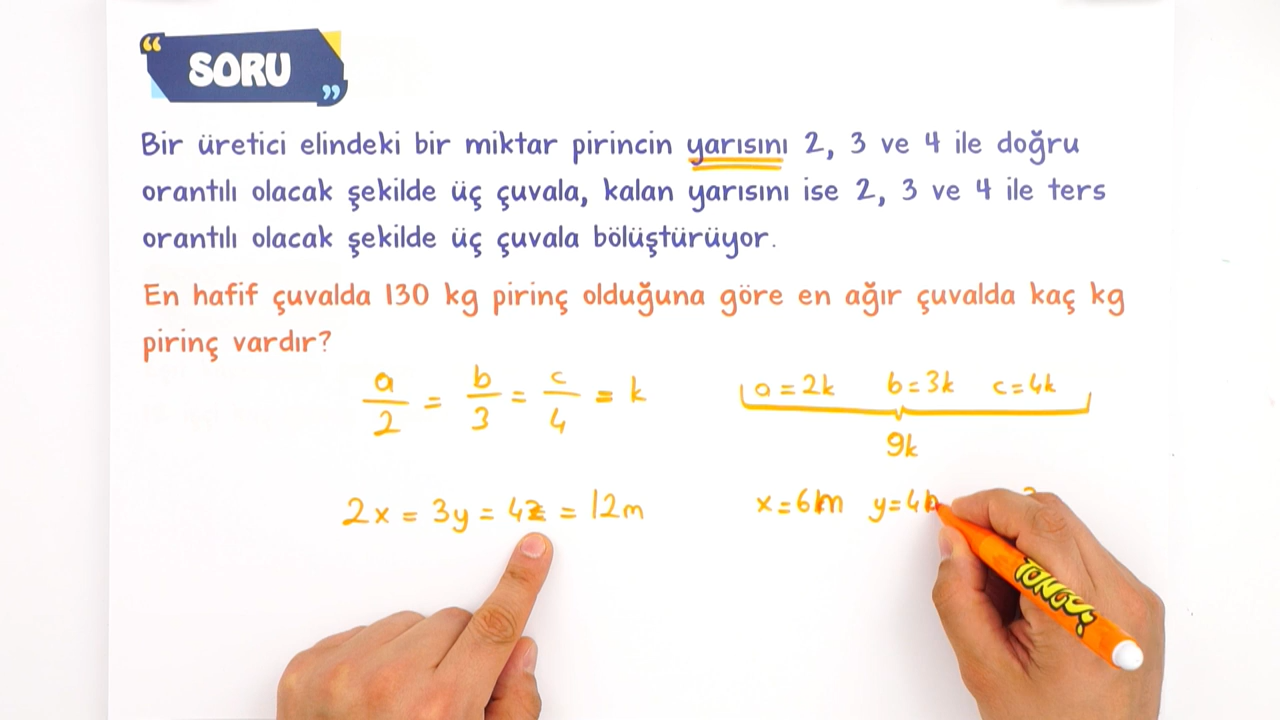 “ SORU ”
Bir üretici elindeki bir miktar pirincin yarısını 2, 3 ve 4 ile doğru
orantılı olacak şekilde üç çuvala, kalan yarısını ise 2, 3 ve 4 ile ters
orantılı olacak şekilde üç çuvala bölüştürüyor.
En hafif çuvalda 130 kg pirinç olduğuna göre en ağır çuvalda kaç kg
pirinç vardır?
a/2 = b/3 = c/4 = k
a = 2k b = 3k c = 4k
9k
2x = 3y = 4z = 12m
x = 6m y = 4
TONGUÇ